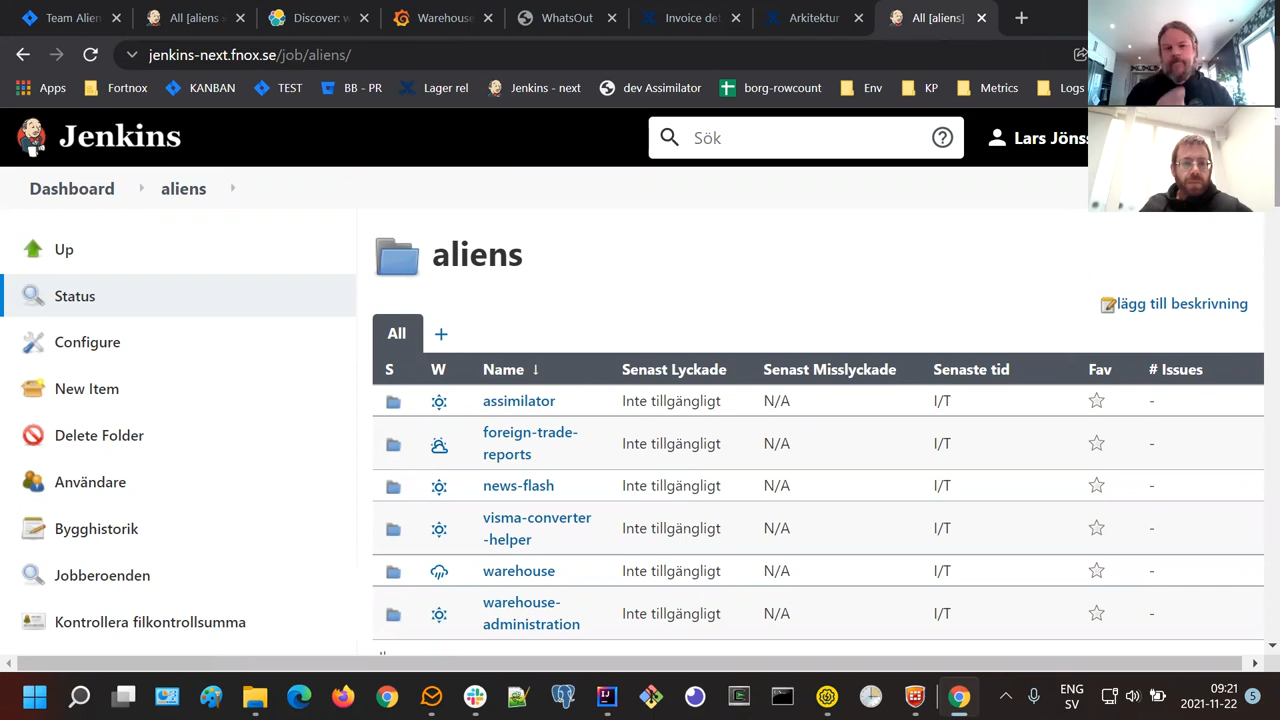 Team Alien
All [aliens
Discover: w
Warehouse
WhatsOut
Invoice det
Arkitektur
All [aliens]
jenkins-next.fnox.se/job/aliens/
Apps
Fortnox
KANBAN
TEST
BB - PR
Lager rel
Jenkins - next
dev Assimilator
borg-rowcount
Env
KP
Metrics
Logs
Jenkins
Sök
Lars Jönss
Dashboard
aliens
Up
Status
Configure
New Item
Delete Folder
Användare
Bygghistorik
Jobberoenden
Kontrollera filkontrollsumma
aliens
lägg till beskrivning
All +
S W Name ↓ Senast Lyckade Senast Misslyckade Senaste tid Fav # Issues
assimilator Inte tillgängligt N/A I/T -
foreign-trade-
reports Inte tillgängligt N/A I/T -
news-flash Inte tillgängligt N/A I/T -
visma-converter
-helper Inte tillgängligt N/A I/T -
warehouse Inte tillgängligt N/A I/T -
warehouse-
administration Inte tillgängligt N/A I/T -
ENG
SV
09:21
2021-11-22
5